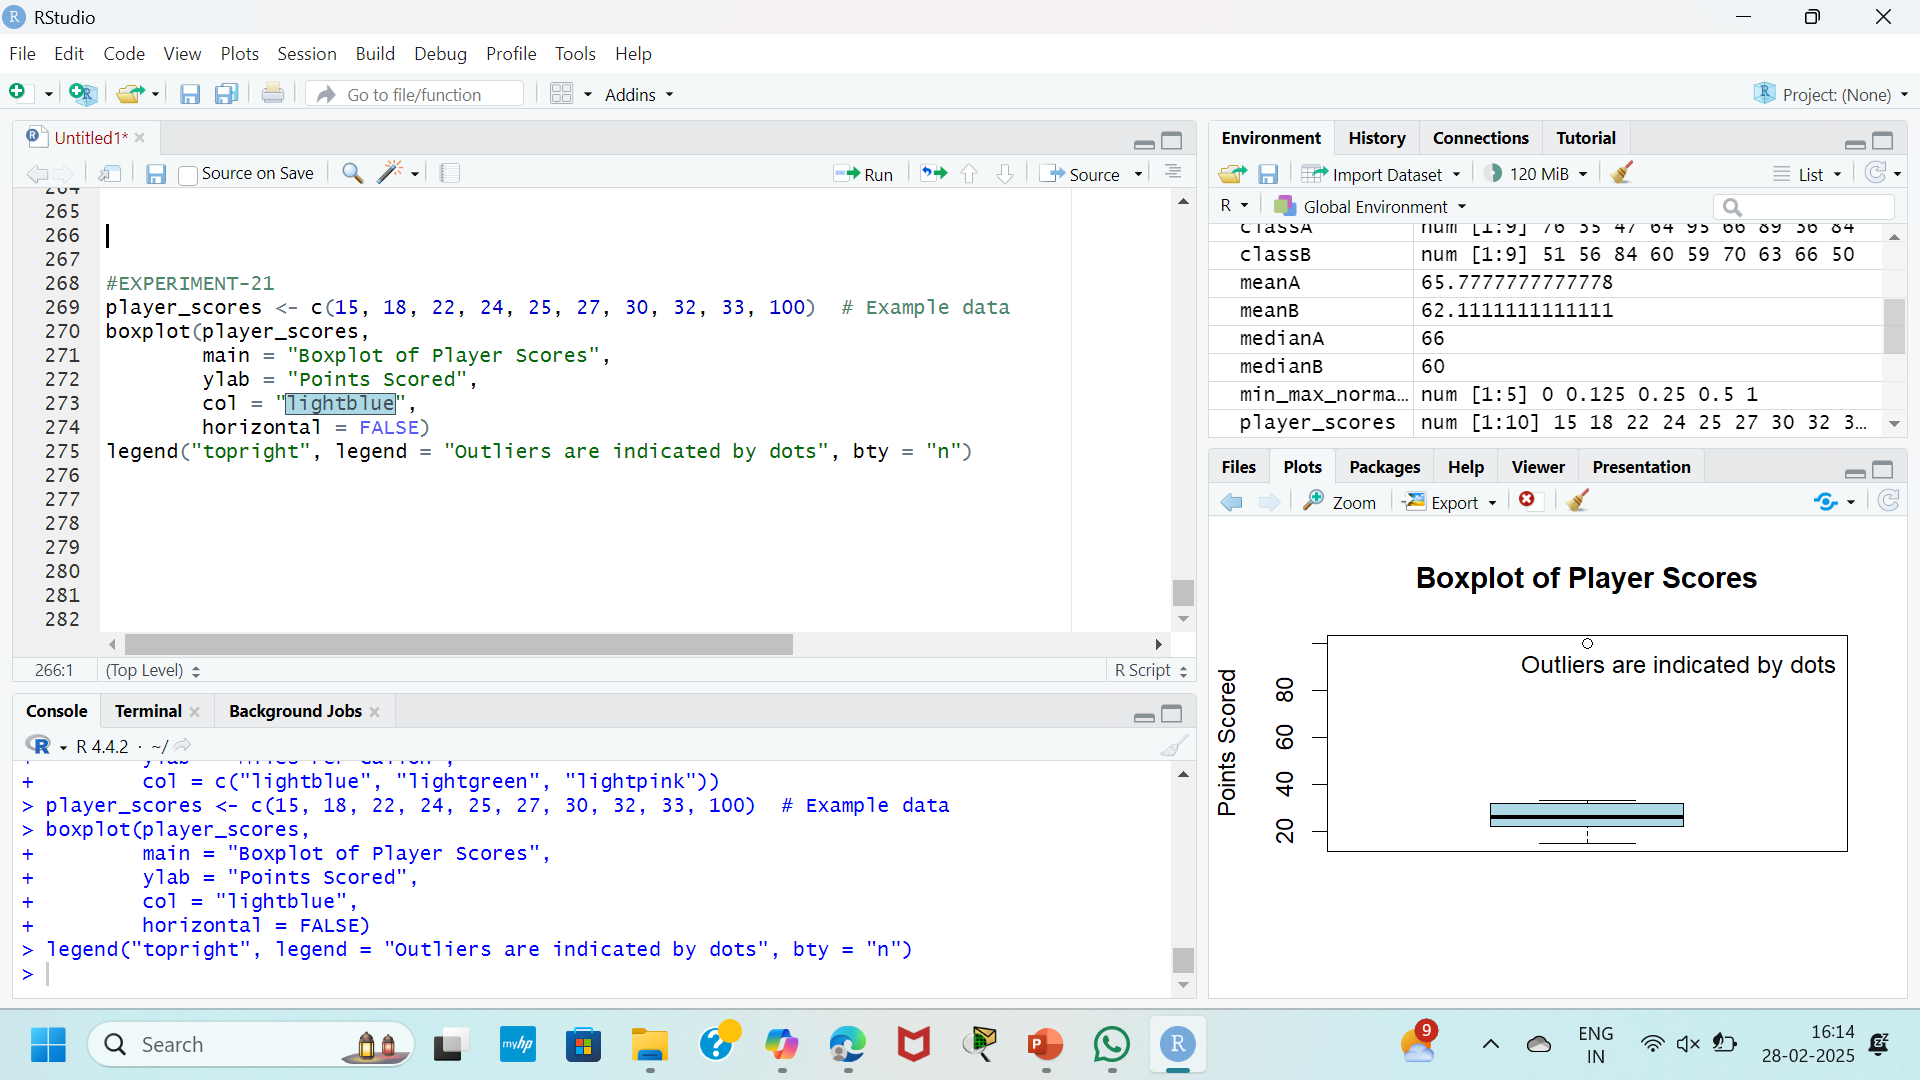 RStudio
File Edit Code View Plots Session Build Debug Profile Tools Help
Go to file/function Addins Project: (None)
Untitled1*
Source on Save Run Source
264
265
266
267
268 #EXPERIMENT-21
269 player_scores <- c(15, 18, 22, 24, 25, 27, 30, 32, 33, 100)  # Example data
270 boxplot(player_scores,
271         main = "Boxplot of Player Scores",
272         ylab = "Points Scored",
273         col = "lightblue",
274         horizontal = FALSE)
275 legend("topright", legend = "Outliers are indicated by dots", bty = "n")
276
277
278
279
280
281
282
266:1 (Top Level) R Script
Console Terminal Background Jobs
R 4.4.2 · ~/
+         ylab = "Miles Per Gallon",
+         col = c("lightblue", "lightgreen", "lightpink"))
> player_scores <- c(15, 18, 22, 24, 25, 27, 30, 32, 33, 100)  # Example data
> boxplot(player_scores,
+         main = "Boxplot of Player Scores",
+         ylab = "Points Scored",
+         col = "lightblue",
+         horizontal = FALSE)
> legend("topright", legend = "Outliers are indicated by dots", bty = "n")
>
Environment History Connections Tutorial
Import Dataset 120 MiB List
R Global Environment
classA num [1:9] 76 35 47 64 95 66 89 36 84
classB num [1:9] 51 56 84 60 59 70 63 66 50
meanA 65.7777777777778
meanB 62.1111111111111
medianA 66
medianB 60
min_max_norma… num [1:5] 0 0.125 0.25 0.5 1
player_scores num [1:10] 15 18 22 24 25 27 30 32 3…
Files Plots Packages Help Viewer Presentation
Zoom Export
Boxplot of Player Scores
Outliers are indicated by dots
Points Scored
80
60
40
20
Search
myhp
P
R
9
ENG
IN
16:14
28-02-2025